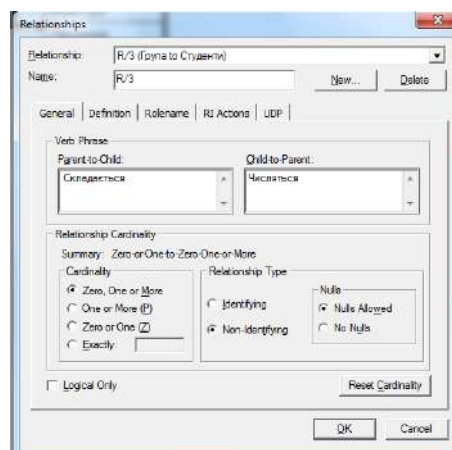 Relationships
Relationship: R/3 (Група to Студенти)
Name: R/3 New... Delete
General Definition Rolename RI Actions UDP
Verb Phrase
Parent-to-Child: Child-to-Parent:
Складається Числяться
Relationship Cardinality
Summary: Zero-or-One-to-Zero-One-or-More
Cardinality Relationship Type
Nulls
Zero, One or More Identifying Nulls Allowed
One or More (P)
Zero or One (Z) Non-Identifying No Nulls
Exactly:
Logical Only Reset Cardinality
OK Cancel